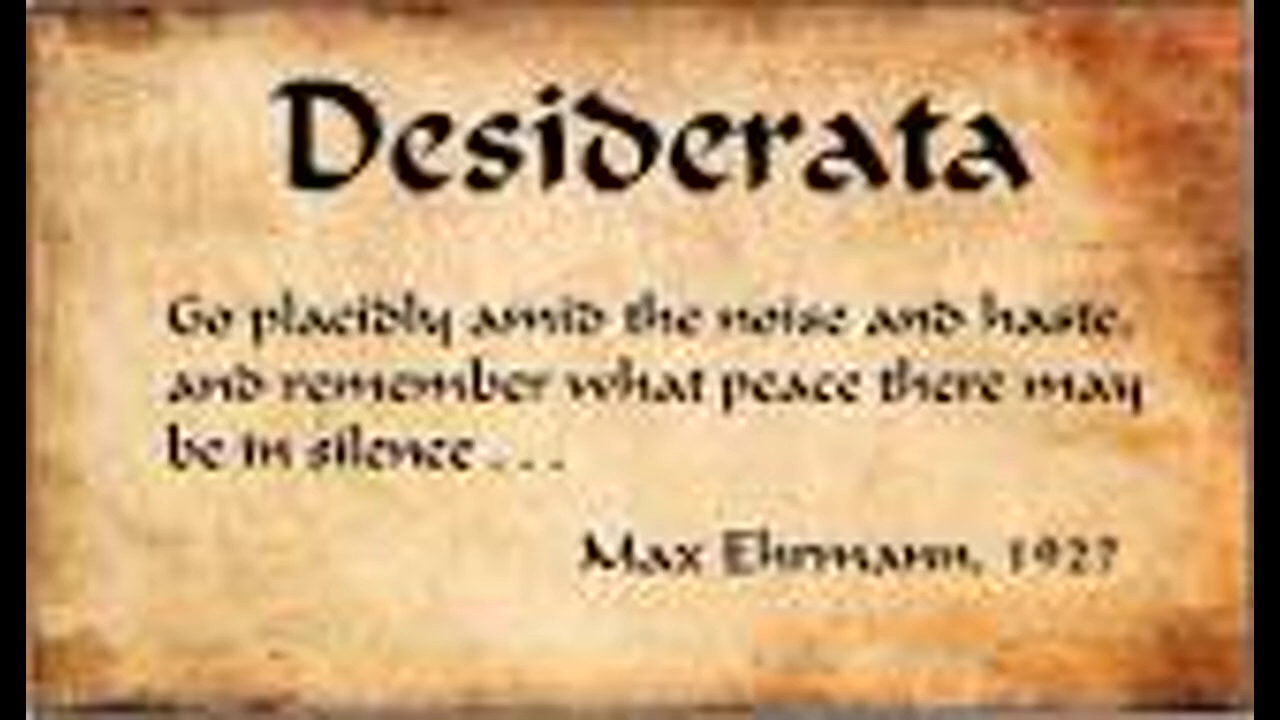 Desiderata
Go placidly amid the noise and haste,
and remember what peace there may
be in silence . . .
Max Ehrmann, 1927